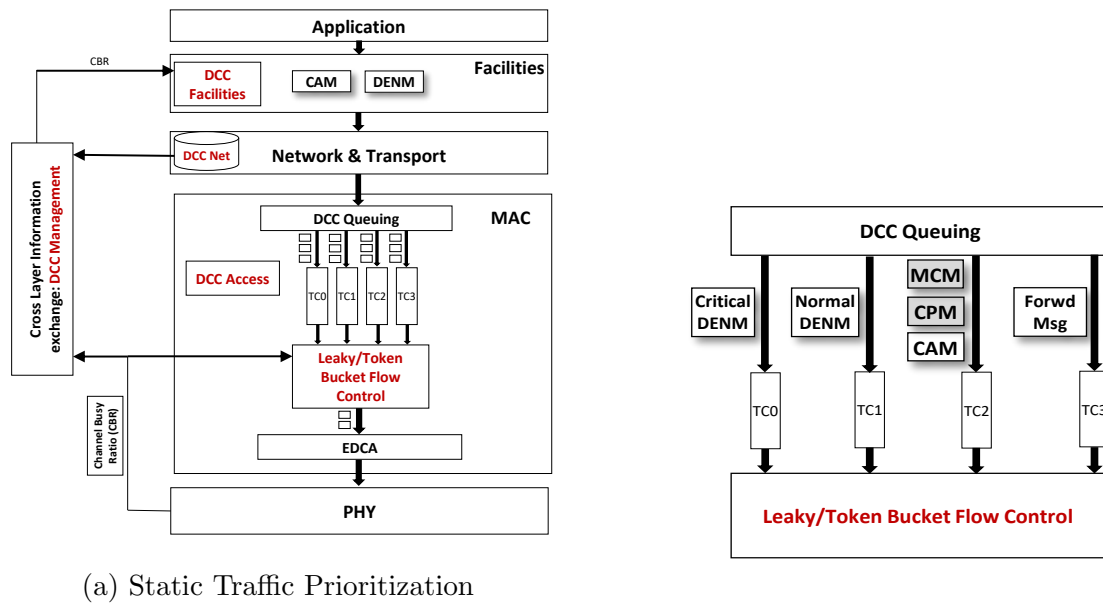 Application
CBR
Facilities
DCC
Facilities
CAM
DENM
DCC Net
Network & Transport
Cross Layer Information
exchange: DCC Management
MAC
DCC Queuing
DCC Access
TC0
TC1
TC2
TC3
Leaky/Token
Bucket Flow
Control
Channel Busy
Ratio (CBR)
EDCA
PHY
(a) Static Traffic Prioritization
DCC Queuing
Critical
DENM
Normal
DENM
MCM
CPM
CAM
Forwd
Msg
TC0
TC1
TC2
TC3
Leaky/Token Bucket Flow Control